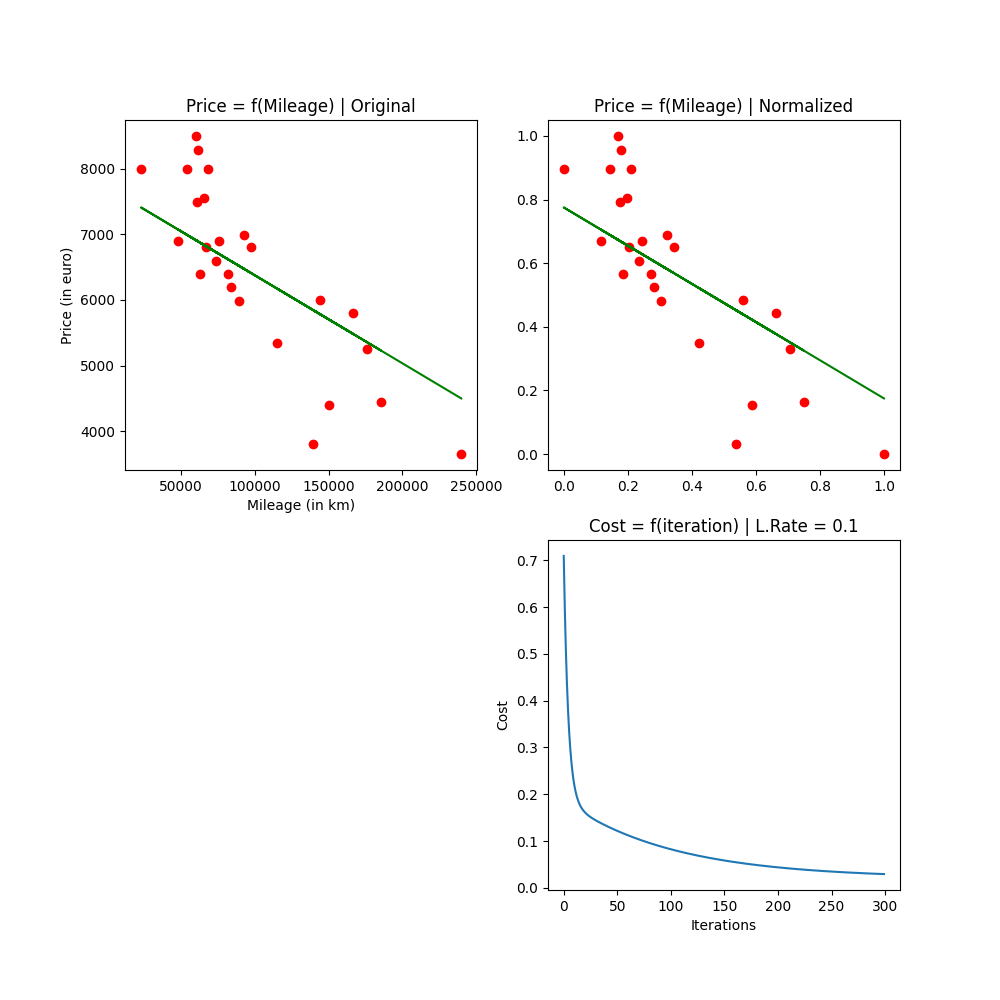 Price = f(Mileage) | Original
8000
7000
6000
5000
4000
Price (in euro)
50000 100000 150000 200000 250000
Mileage (in km)
Price = f(Mileage) | Normalized
1.0
0.8
0.6
0.4
0.2
0.0
0.0 0.2 0.4 0.6 0.8 1.0
Cost = f(iteration) | L.Rate = 0.1
0.7
0.6
0.5
0.4
0.3
0.2
0.1
0.0
Cost
0 50 100 150 200 250 300
Iterations